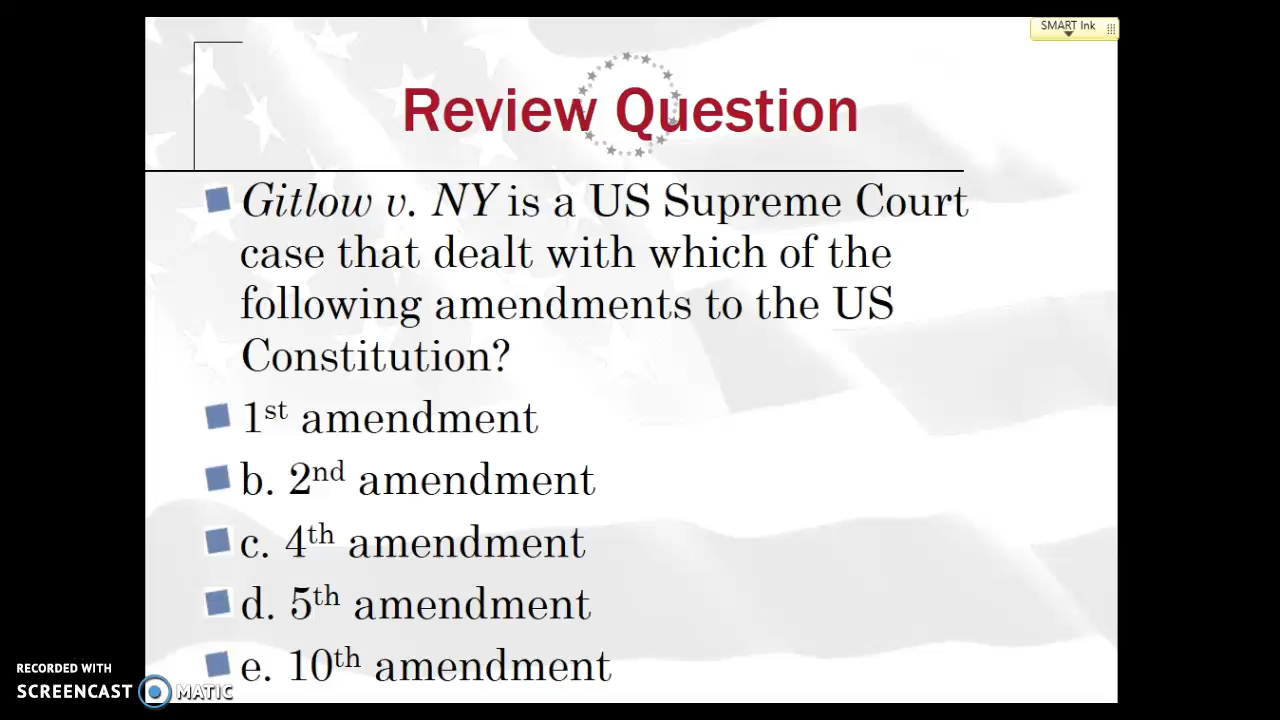 SMART Ink
Review Question
Gitlow v. NY is a US Supreme Court
case that dealt with which of the
following amendments to the US
Constitution?
1st amendment
b. 2nd amendment
c. 4th amendment
d. 5th amendment
e. 10th amendment
RECORDED WITH
SCREENCAST MATIC